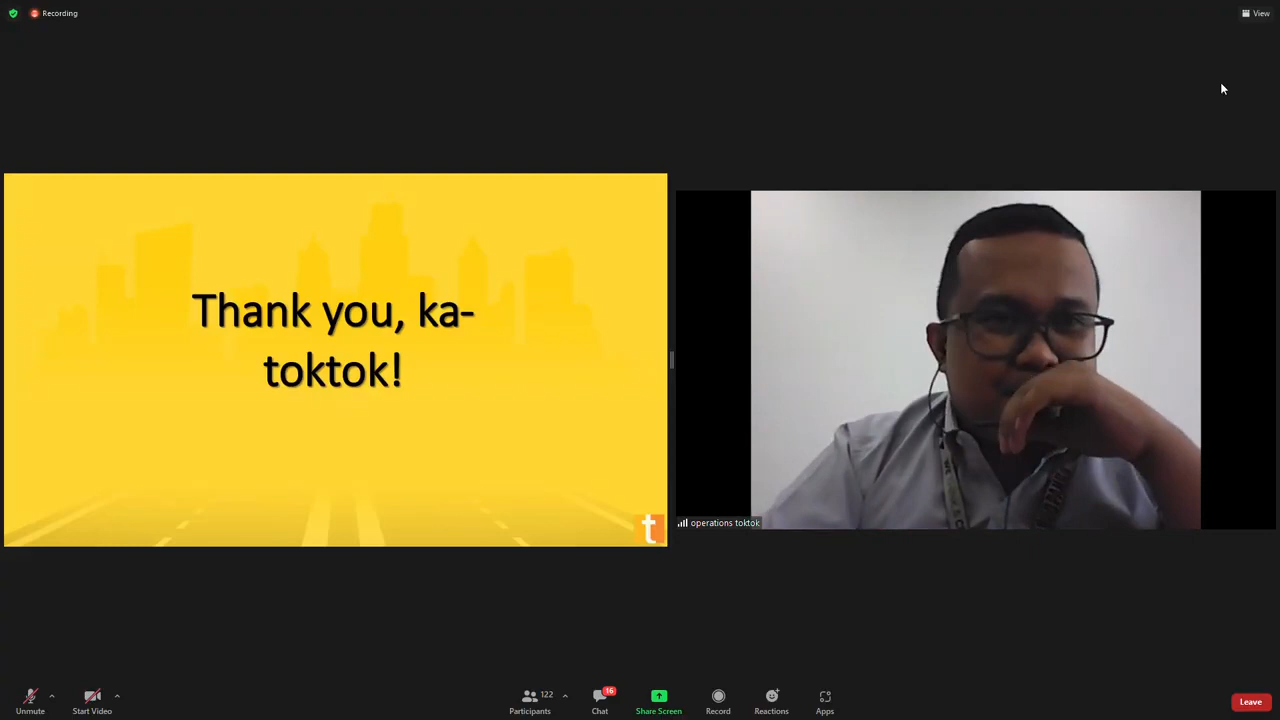 Recording
View
Thank you, ka-
toktok!
t
operations toktok
Unmute
Start Video
122
Participants
16
Chat
Share Screen
Record
Reactions
Apps
Leave